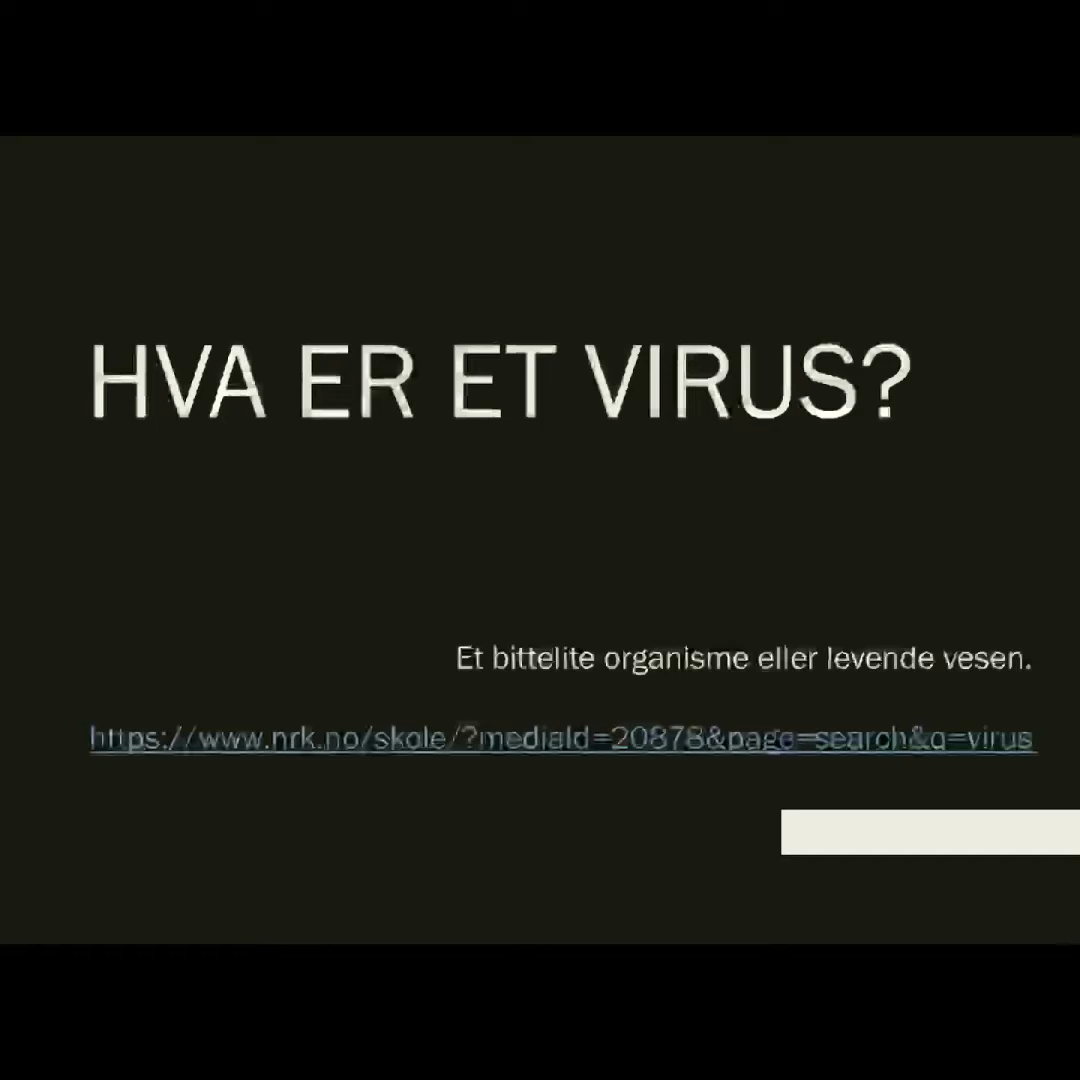 HVA ER ET VIRUS?
Et bittelite organisme eller levende vesen.
https://www.nrk.no/skole/?mediaId=20878&page=search&q=virus